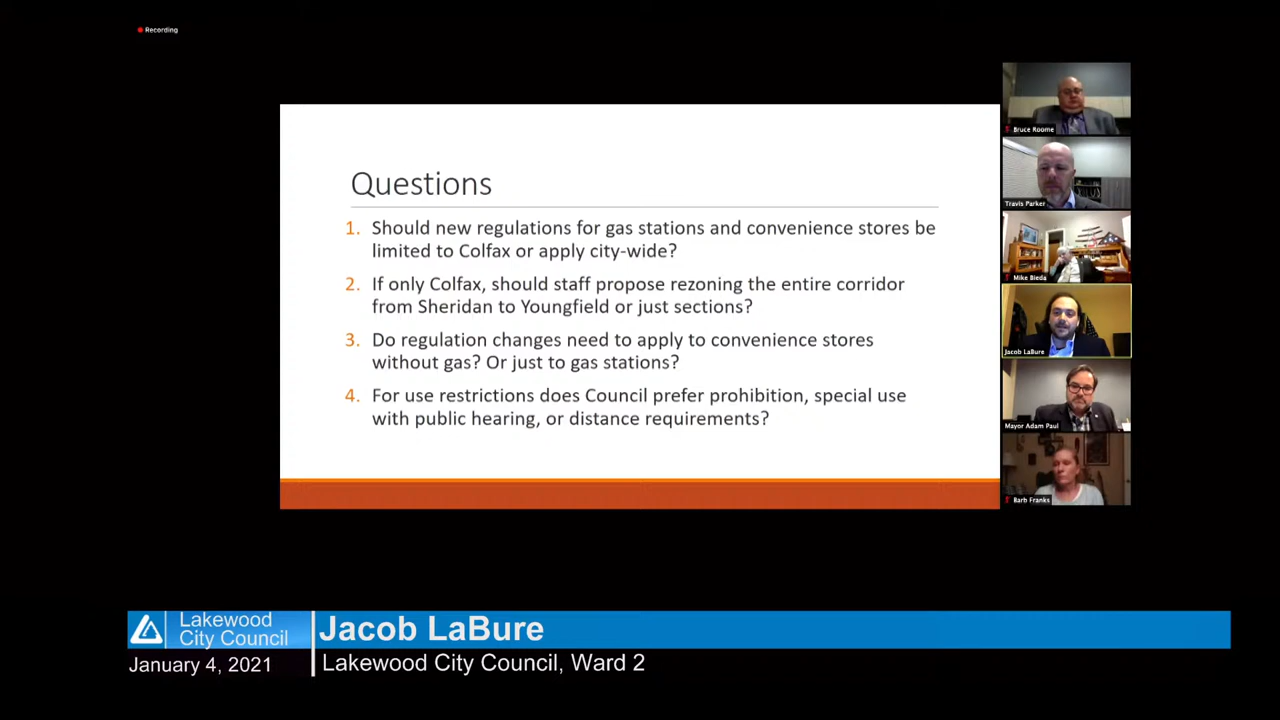 Recording
Questions
1. Should new regulations for gas stations and convenience stores be
limited to Colfax or apply city-wide?
2. If only Colfax, should staff propose rezoning the entire corridor
from Sheridan to Youngfield or just sections?
3. Do regulation changes need to apply to convenience stores
without gas? Or just to gas stations?
4. For use restrictions does Council prefer prohibition, special use
with public hearing, or distance requirements?
Bruce Roome
Travis Parker
Mike Bieda
Jacob LaBure
Mayor Adam Paul
Barb Franks
Lakewood
City Council
January 4, 2021
Jacob LaBure
Lakewood City Council, Ward 2